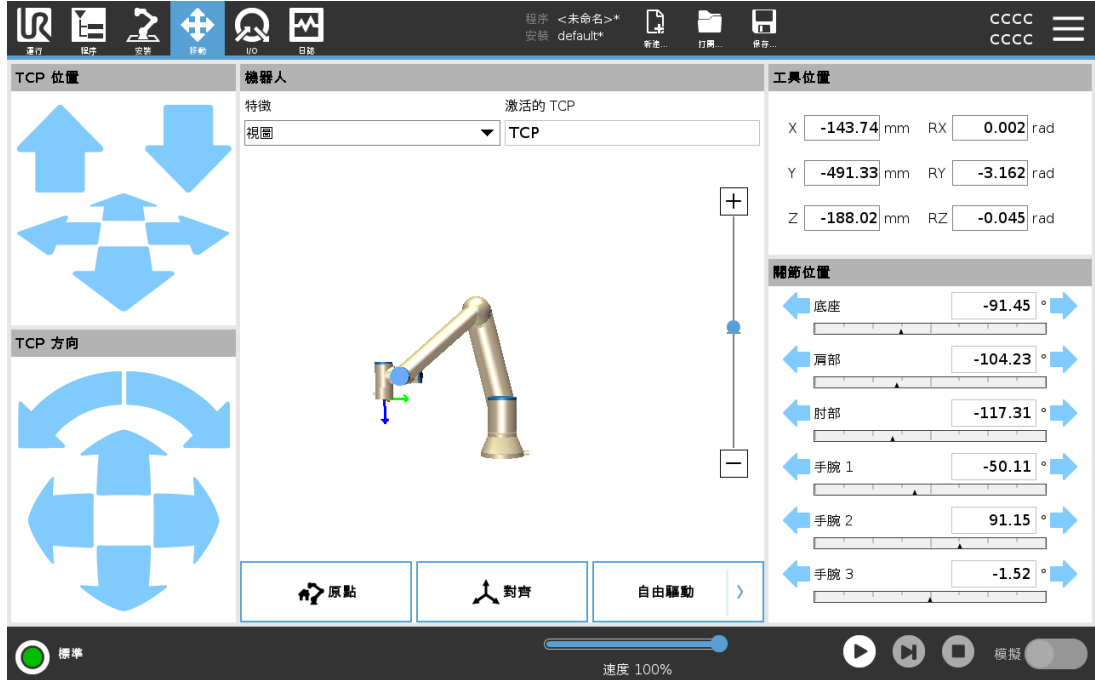 UR
運行
程序
安裝
移動
I/O
日誌
程序 <未命名>*
安裝 default*
新建...
打開...
保存...
CCCC
CCCC
TCP 位置
機器人
特徵
視圖
激活的 TCP
TCP
工具位置
X -143.74 mm RX 0.002 rad
Y -491.33 mm RY -3.162 rad
Z -188.02 mm RZ -0.045 rad
關節位置
底座 -91.45 °
肩部 -104.23 °
肘部 -117.31 °
手腕 1 -50.11 °
手腕 2 91.15 °
手腕 3 -1.52 °
TCP 方向
原點
對齊
自由驅動
標準
速度 100%
模擬